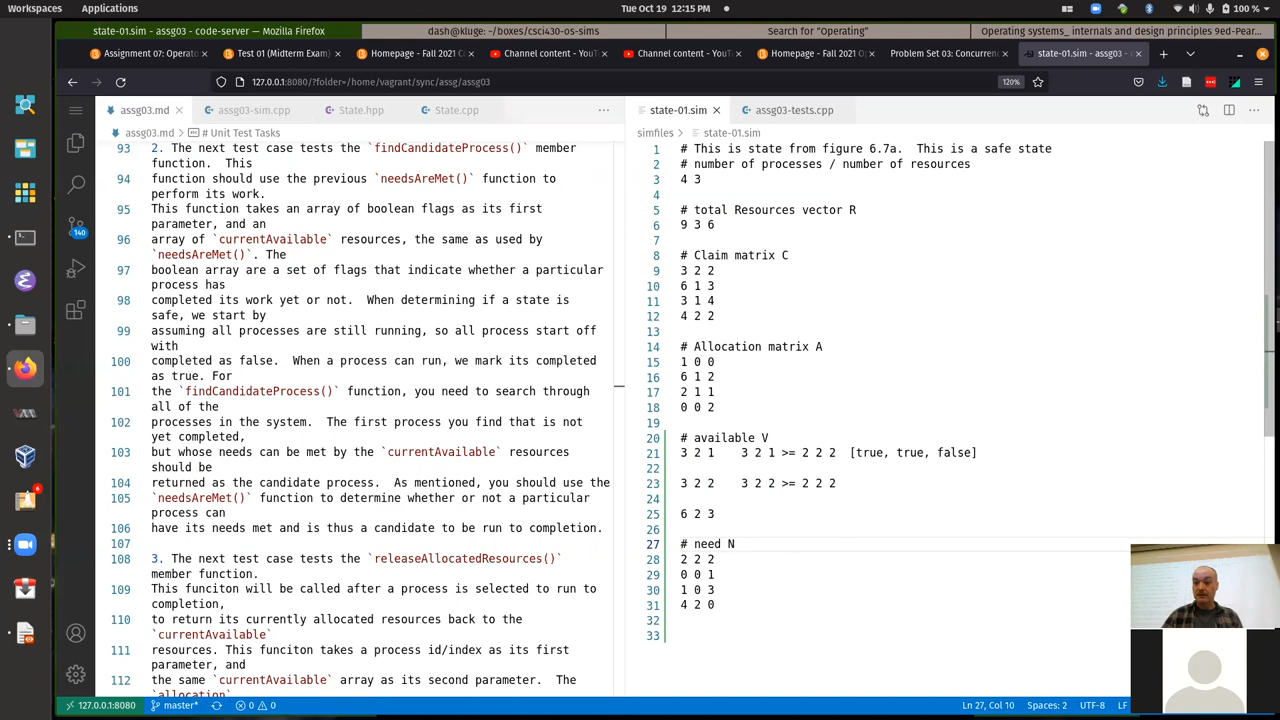 Workspaces Applications Tue Oct 19 12:15 PM 100 %
state-01.sim - assg03 - code-server — Mozilla Firefox dash@kluge: ~/boxes/csci430-os-sims Search for "Operating" Operating systems_ internals and design principles 9ed-Pear...
Assignment 07: Operat Test 01 (Midterm Exam) Homepage - Fall 2021 C Channel content - YouT Channel content - YouT Homepage - Fall 2021 Op Problem Set 03: Concurrenc state-01.sim - assg03 - c
127.0.0.1:8080/?folder=/home/vagrant/sync/assg/assg03 120%
assg03.md assg03-sim.cpp State.hpp State.cpp state-01.sim assg03-tests.cpp
assg03.md # Unit Test Tasks
simfiles state-01.sim
93 2. The next test case tests the `findCandidateProcess()` member
function. This
94 function should use the previous `needsAreMet()` function to
perform its work.
95 This function takes an array of boolean flags as its first
parameter, and an
96 array of `currentAvailable` resources, the same as used by
`needsAreMet()`. The
97 boolean array are a set of flags that indicate whether a particular
process has
98 completed its work yet or not. When determining if a state is
safe, we start by
99 assuming all processes are still running, so all process start off
with
100 completed as false. When a process can run, we mark its completed
as true. For
101 the `findCandidateProcess()` function, you need to search through
all of the
102 processes in the system. The first process you find that is not
yet completed,
103 but whose needs can be met by the `currentAvailable` resources
should be
104 returned as the candidate process. As mentioned, you should use the
105 `needsAreMet()` function to determine whether or not a particular
process can
106 have its needs met and is thus a candidate to be run to completion.
107
108 3. The next test case tests the `releaseAllocatedResources()`
member function.
109 This funciton will be called after a process is selected to run to
completion,
110 to return its currently allocated resources back to the
`currentAvailable`
111 resources. This funciton takes a process id/index as its first
parameter, and
112 the same `currentAvailable` array as its second parameter. The
`allocation`
1 # This is state from figure 6.7a. This is a safe state
2 # number of processes / number of resources
3 4 3
4
5 # total Resources vector R
6 9 3 6
7
8 # Claim matrix C
9 3 2 2
10 6 1 3
11 3 1 4
12 4 2 2
13
14 # Allocation matrix A
15 1 0 0
16 6 1 2
17 2 1 1
18 0 0 2
19
20 # available V
21 3 2 1 3 2 1 >= 2 2 2 [true, true, false]
22
23 3 2 2 3 2 2 >= 2 2 2
24
25 6 2 3
26
27 # need N
28 2 2 2
29 0 0 1
30 1 0 3
31 4 2 0
32
33
140
6
127.0.0.1:8080 master* 0 0 Ln 27, Col 10 Spaces: 2 UTF-8 LF